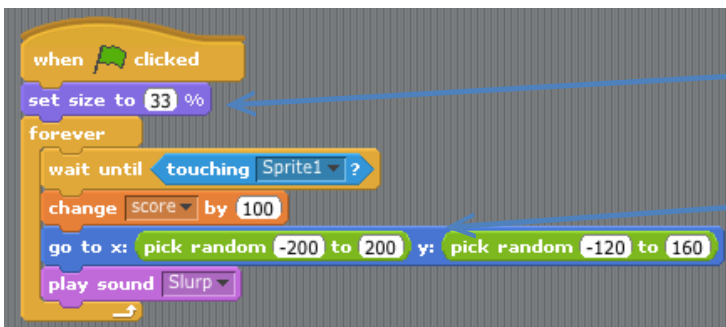 when clicked
set size to 33 %
forever
wait until touching Sprite1 ?
change score by 100
go to x: pick random -200 to 200 y: pick random -120 to 160
play sound Slurp